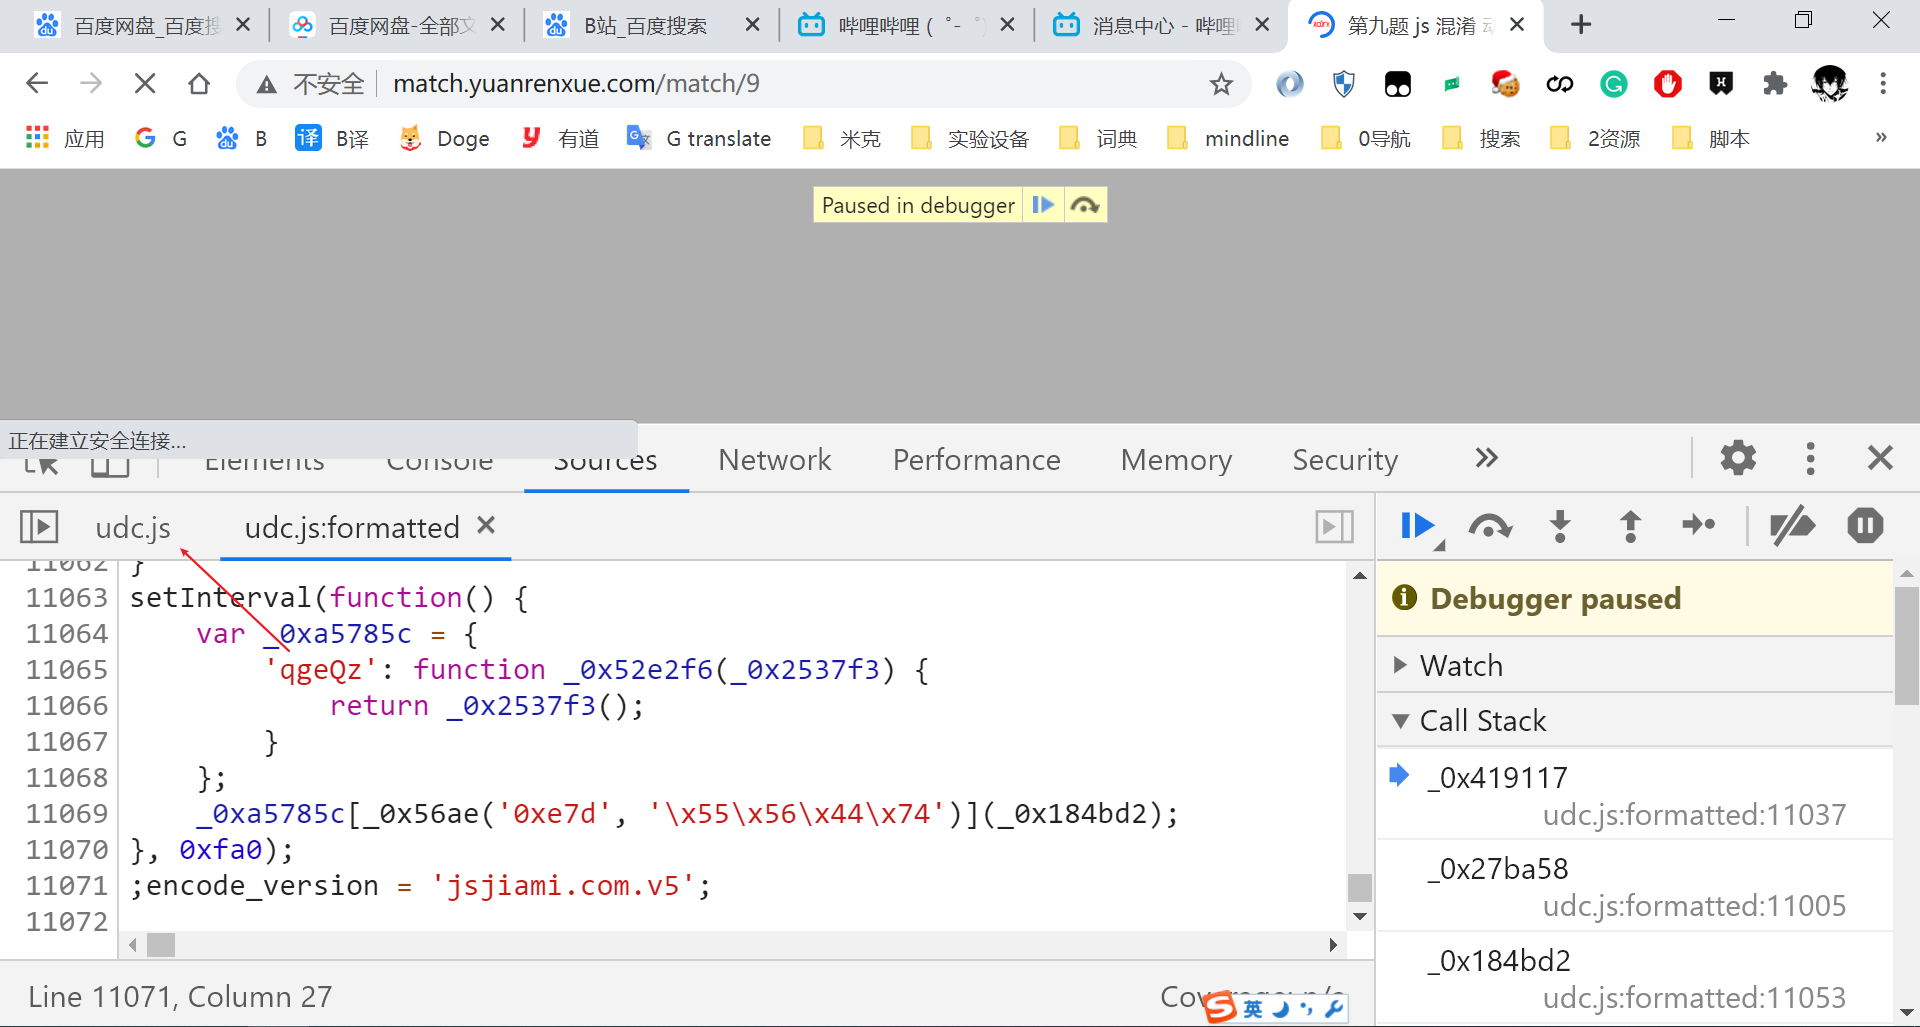 百度网盘_百度搜
百度网盘-全部文
B站_百度搜索
哔哩哔哩 ( ゜- ゜)
消息中心 - 哔哩
第九题 js 混淆 动
不安全 match.yuanrenxue.com/match/9
应用 G B B译 Doge 有道 G translate 米克 实验设备 词典 mindline 0导航 搜索 2资源 脚本 »
Paused in debugger
正在建立安全连接...
Elements Console Sources Network Performance Memory Security
udc.js udc.js:formatted
11062 }
11063 setInterval(function() {
11064 var _0xa5785c = {
11065 'qgeQz': function _0x52e2f6(_0x2537f3) {
11066 return _0x2537f3();
11067 }
11068 };
11069 _0xa5785c[_0x56ae('0xe7d', '\x55\x56\x44\x74')](_0x184bd2);
11070 }, 0xfa0);
11071 ;encode_version = 'jsjiami.com.v5';
11072
Line 11071, Column 27
Coverage: n/a
英
Debugger paused
Watch
Call Stack
_0x419117
udc.js:formatted:11037
_0x27ba58
udc.js:formatted:11005
_0x184bd2
udc.js:formatted:11053